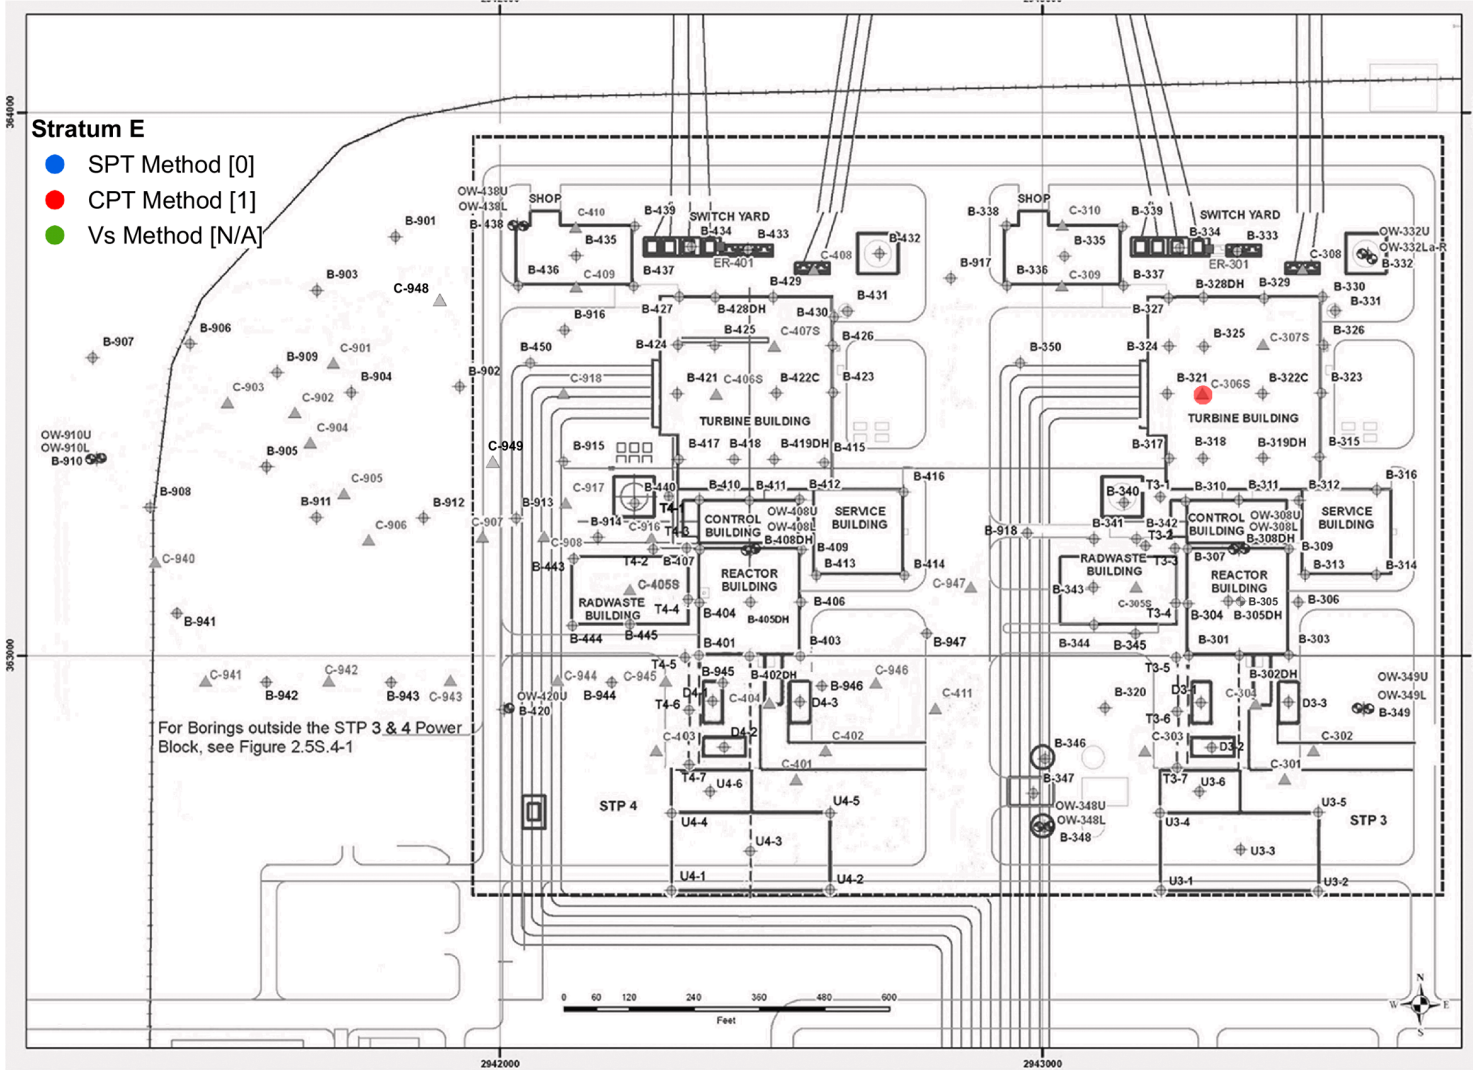 2942000
2943000
364000
363000
Stratum E
SPT Method [0]
CPT Method [1]
Vs Method [N/A]
OW-438U
OW-438L
B-438
SHOP
C-410
B-439
SWITCH YARD
B-434
B-433
B-435
B-436
C-409
B-437
ER-401
C-408
B-432
B-429
B-338
SHOP
C-310
B-339
SWITCH YARD
B-334
B-333
B-335
B-336
C-309
B-337
ER-301
C-308
OW-332U
OW-332La-R
B-332
B-917
B-901
B-903
C-948
B-906
B-907
B-909
C-901
B-904
B-902
C-903
C-902
C-904
B-905
C-905
OW-910U
OW-910L
B-910
B-908
B-911
B-912
C-906
C-907
C-949
B-913
C-940
B-941
C-941
B-942
C-942
B-943
C-943
For Borings outside the STP 3 & 4 Power
Block, see Figure 2.5S.4-1
B-916
B-450
C-918
B-915
C-917
B-914
C-916
C-908
B-427
B-428DH
B-430
B-431
B-424
B-425
C-407S
B-426
B-421
C-406S
B-422C
B-423
TURBINE BUILDING
B-417
B-418
B-419DH
B-415
B-416
B-440
T4-1
B-410
B-411
B-412
T4-3
CONTROL
BUILDING
OW-408U
OW-408L
B-408DH
SERVICE
BUILDING
B-409
B-413
B-414
T4-2
B-407
B-443
C-405S
RADWASTE
BUILDING
T4-4
B-444
B-445
REACTOR
BUILDING
B-404
B-405DH
B-406
B-401
B-403
B-402DH
T4-5
C-944
B-944
C-945
B-945
OW-420U
B-420
D4-1
T4-6
C-404
D4-3
B-946
C-946
B-947
C-947
C-411
D4-2
C-403
C-402
C-401
T4-7
U4-6
STP 4
U4-4
U4-5
U4-3
U4-1
U4-2
B-350
B-327
B-328DH
B-329
B-330
B-331
B-324
B-325
C-307S
B-326
B-321
C-306S
B-322C
B-323
TURBINE BUILDING
B-317
B-318
B-319DH
B-315
B-316
B-340
T3-1
B-310
B-311
B-312
B-918
B-341
B-342
T3-2
CONTROL
BUILDING
OW-308U
OW-308L
B-308DH
SERVICE
BUILDING
B-309
B-313
B-314
T3-3
B-307
RADWASTE
BUILDING
B-343
C-305S
T3-4
B-344
B-345
REACTOR
BUILDING
B-304
B-305
B-305DH
B-306
B-301
B-303
B-302DH
T3-5
B-320
D3-1
T3-6
C-304
D3-3
OW-349U
OW-349L
B-349
D3-2
C-303
C-302
C-301
T3-7
U3-6
B-346
B-347
OW-348U
OW-348L
B-348
U3-4
U3-5
STP 3
U3-3
U3-1
U3-2
0 60 120 240 360 480 600
Feet
N
W E
S
2942000
2943000